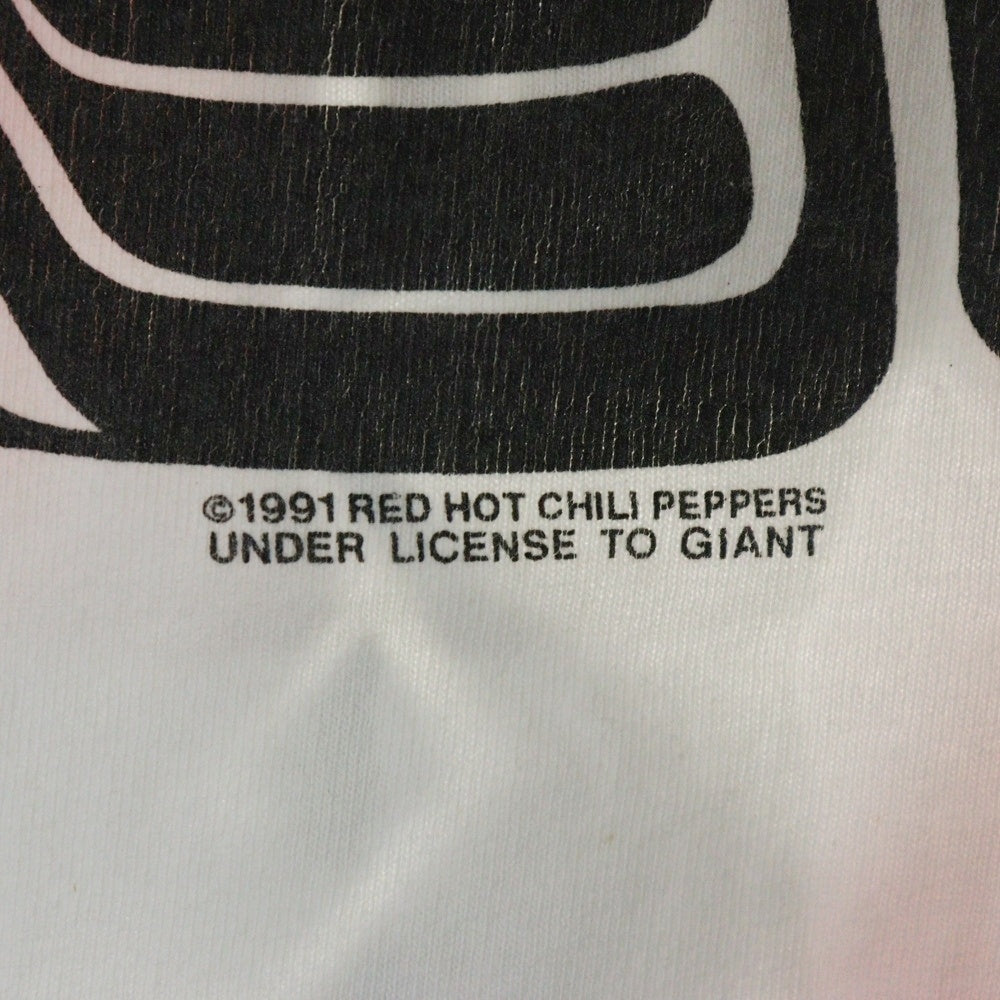 ©1991 RED HOT CHILI PEPPERS
UNDER LICENSE TO GIANT